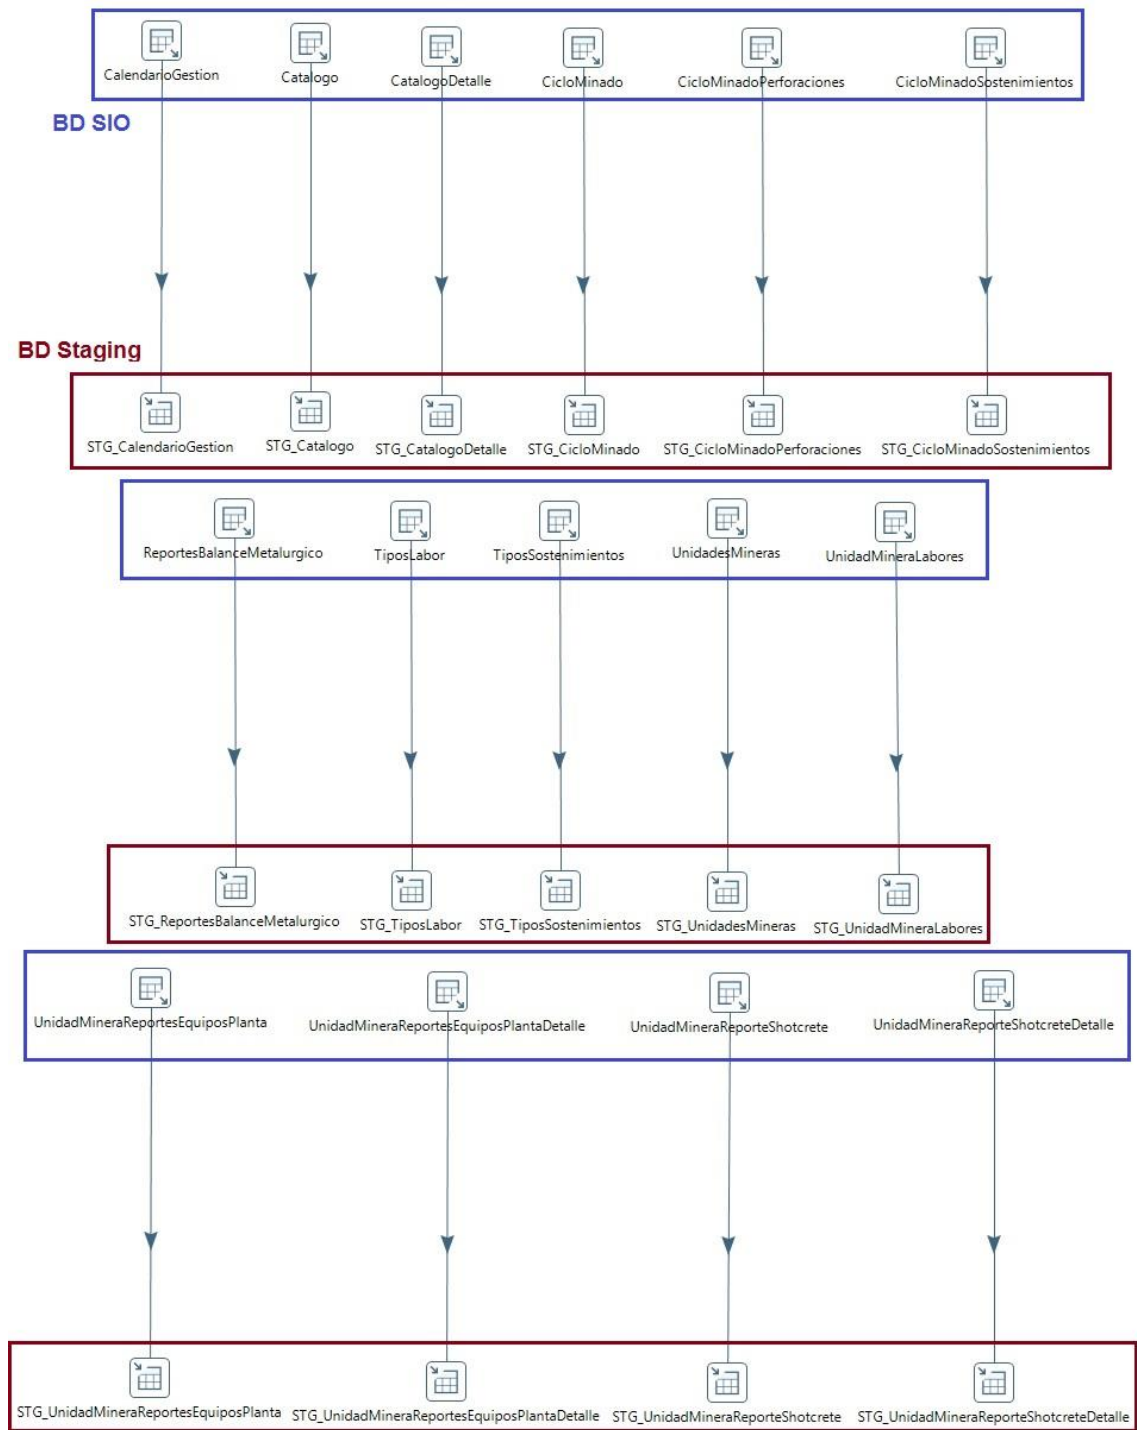 CalendarioGestion Catalogo CatalogoDetalle CicloMinado CicloMinadoPerforaciones CicloMinadoSostenimientos
BD SIO
BD Staging
STG_CalendarioGestion STG_Catalogo STG_CatalogoDetalle STG_CicloMinado STG_CicloMinadoPerforaciones STG_CicloMinadoSostenimientos
ReportesBalanceMetalurgico TiposLabor TiposSostenimientos UnidadesMineras UnidadMineraLabores
STG_ReportesBalanceMetalurgico STG_TiposLabor STG_TiposSostenimientos STG_UnidadesMineras STG_UnidadMineraLabores
UnidadMineraReportesEquiposPlanta UnidadMineraReportesEquiposPlantaDetalle UnidadMineraReporteShotcrete UnidadMineraReporteShotcreteDetalle
STG_UnidadMineraReportesEquiposPlanta STG_UnidadMineraReportesEquiposPlantaDetalle STG_UnidadMineraReporteShotcrete STG_UnidadMineraReporteShotcreteDetalle